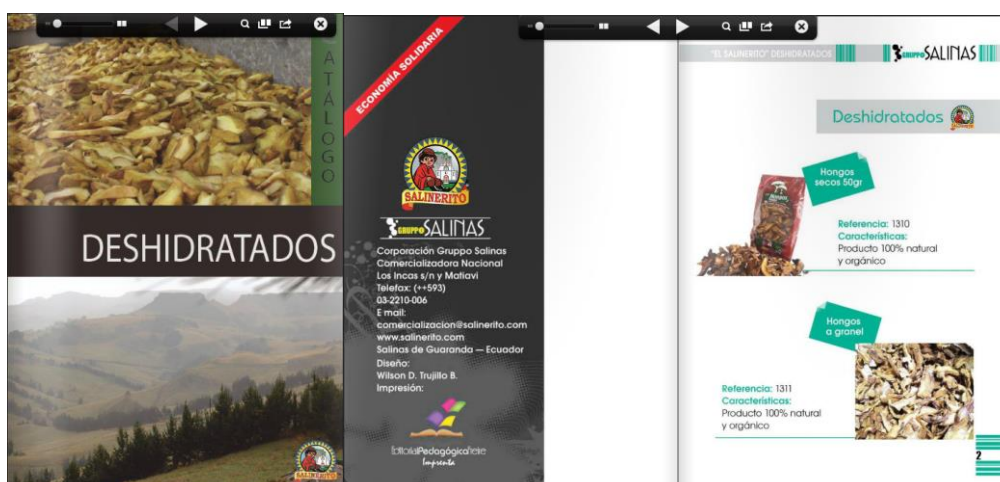 CATÁLOGO
DESHIDRATADOS
SALINERITO
ECONOMÍA SOLIDARIA
SALINERITO
GRUPPO SALINAS
Corporación Gruppo Salinas
Comercializadora Nacional
Los Incas s/n y Matiavi
Telefax: (++593)
03-2210-006
E mail:
comercializacion@salinerito.com
www.salinerito.com
Salinas de Guaranda — Ecuador
Diseño:
Wilson D. Trujillo B.
Impresión:
EditorialPedagógicaFreire
Imprenta
"EL SALINERITO" DESHIDRATADOS
GRUPPO SALINAS
Deshidratados
Hongos
secos 50gr
Referencia: 1310
Características:
Producto 100% natural
y orgánico
Hongos
a granel
Referencia: 1311
Características:
Producto 100% natural
y orgánico
2